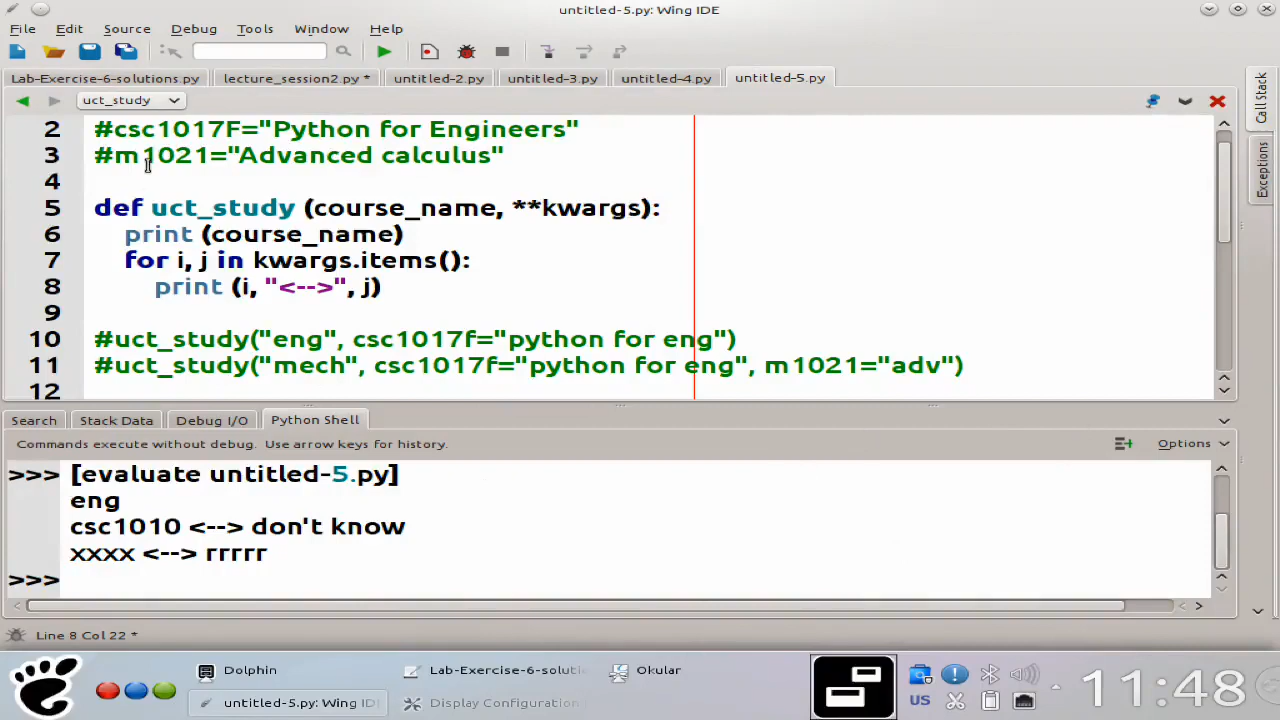 untitled-5.py: Wing IDE
File Edit Source Debug Tools Window Help
Lab-Exercise-6-solutions.py lecture_session2.py * untitled-2.py untitled-3.py untitled-4.py untitled-5.py
uct_study
2 #csc1017F="Python for Engineers"
3 #m1021="Advanced calculus"
4
5 def uct_study (course_name, **kwargs):
6 print (course_name)
7 for i, j in kwargs.items():
8 print (i, "<-->", j)
9
10 #uct_study("eng", csc1017f="python for eng")
11 #uct_study("mech", csc1017f="python for eng", m1021="adv")
12
Call Stack
Exceptions
Search Stack Data Debug I/O Python Shell
Commands execute without debug. Use arrow keys for history. Options
>>> [evaluate untitled-5.py]
eng
csc1010 <--> don't know
xxxx <--> rrrrr
>>>
Line 8 Col 22 *
Dolphin Lab-Exercise-6-soluti Okular
untitled-5.py: Wing ID Display Configuration
US
11:48